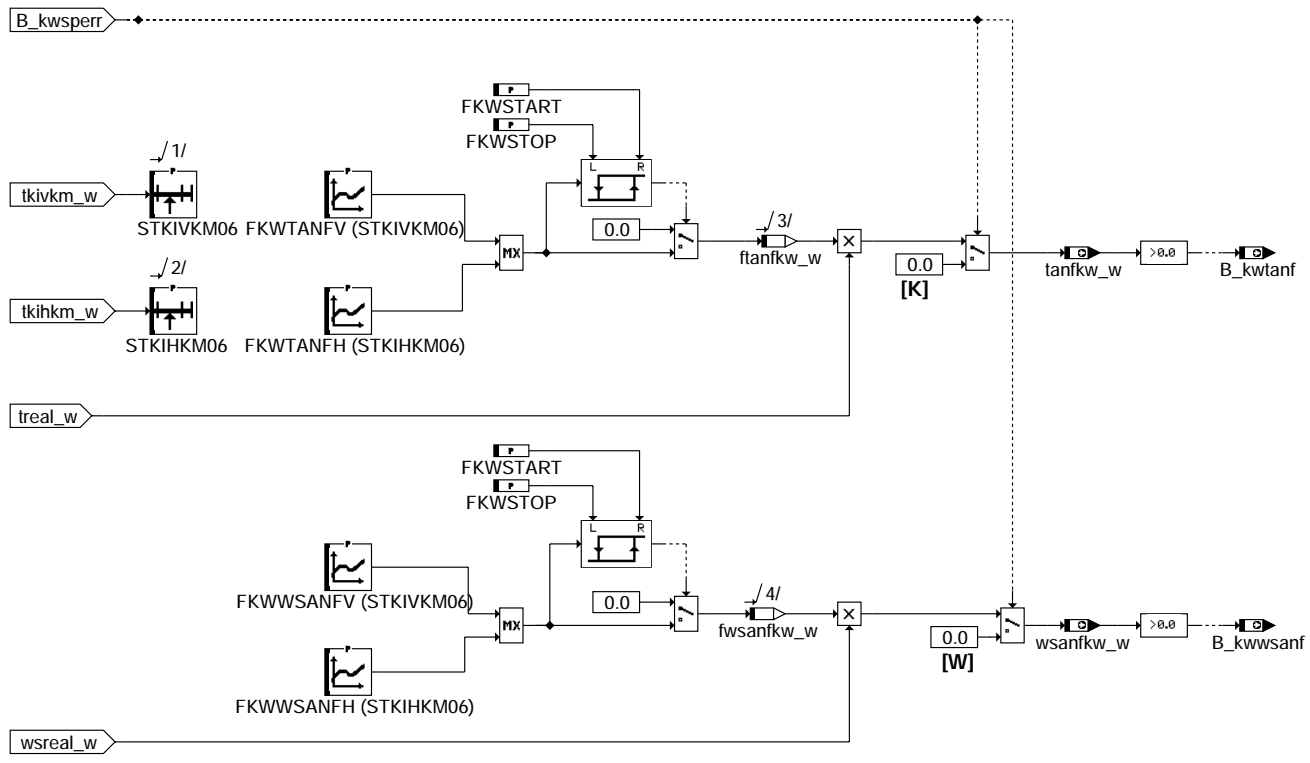 B_kwsperr
P
FKWSTART
P
FKWSTOP
/1/
tkivkm_w
P
STKIVKM06
P
FKWTANFV (STKIVKM06)
L R
0.0
MX
/3/
ftanfkw_w
X
0.0
[K]
tanfkw_w
>0.0
B_kwtanf
/2/
tkihkm_w
P
STKIHKM06
P
FKWTANFH (STKIHKM06)
treal_w
P
FKWSTART
P
FKWSTOP
L R
P
FKWWSANFV (STKIVKM06)
0.0
MX
/4/
fwsanfkw_w
X
0.0
[W]
wsanfkw_w
>0.0
B_kwwsanf
P
FKWWSANFH (STKIHKM06)
wsreal_w